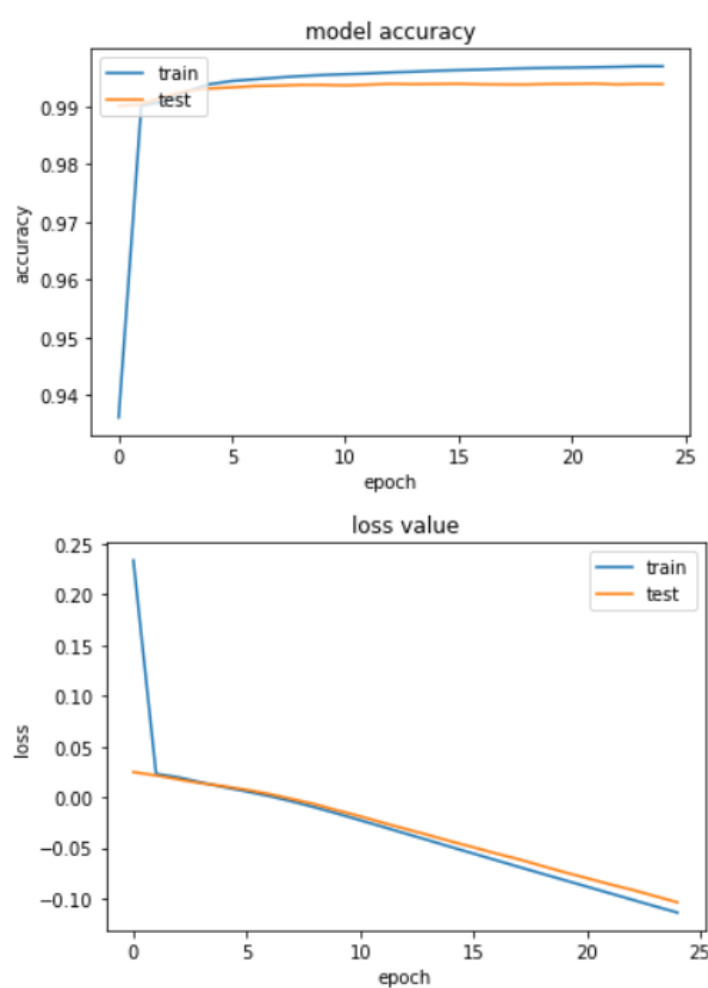 model accuracy
train
test
0.99
0.98
0.97
0.96
0.95
0.94
accuracy
0 5 10 15 20 25
epoch
loss value
train
test
0.25
0.20
0.15
0.10
0.05
0.00
−0.05
−0.10
loss
0 5 10 15 20 25
epoch